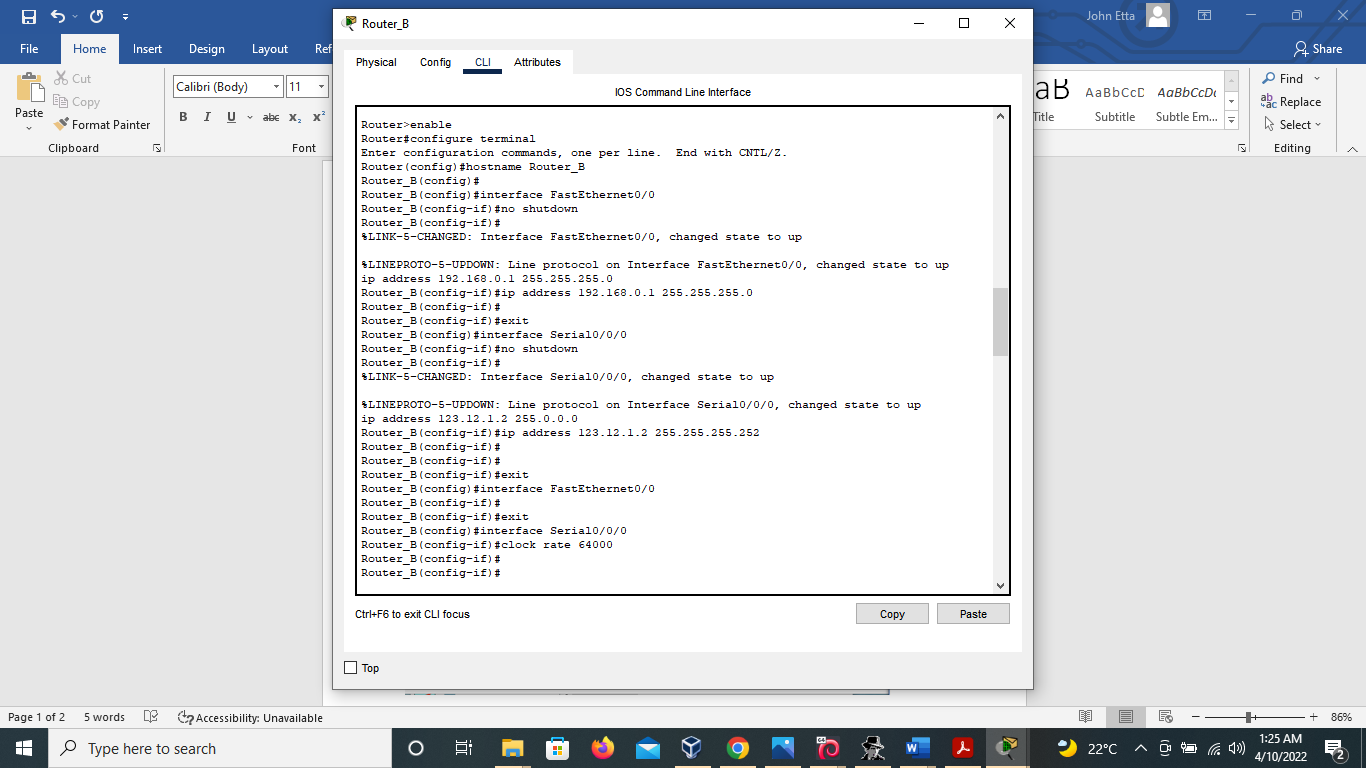 John Etta
Router_B
File
Home
Insert
Design
Layout
Ref
Share
Cut
Copy
Format Painter
Paste
Clipboard
Calibri (Body)
11
B I U abc x₂ x²
Font
Physical
Config
CLI
Attributes
IOS Command Line Interface
aB
AaBbCcD
AaBbCcDc
Title
Subtitle
Subtle Em...
Find
Replace
Select
Editing
Router>enable
Router#configure terminal
Enter configuration commands, one per line.  End with CNTL/Z.
Router(config)#hostname Router_B
Router_B(config)#
Router_B(config)#interface FastEthernet0/0
Router_B(config-if)#no shutdown
Router_B(config-if)#
%LINK-5-CHANGED: Interface FastEthernet0/0, changed state to up
%LINEPROTO-5-UPDOWN: Line protocol on Interface FastEthernet0/0, changed state to up
ip address 192.168.0.1 255.255.255.0
Router_B(config-if)#ip address 192.168.0.1 255.255.255.0
Router_B(config-if)#
Router_B(config-if)#exit
Router_B(config)#interface Serial0/0/0
Router_B(config-if)#no shutdown
Router_B(config-if)#
%LINK-5-CHANGED: Interface Serial0/0/0, changed state to up
%LINEPROTO-5-UPDOWN: Line protocol on Interface Serial0/0/0, changed state to up
ip address 123.12.1.2 255.0.0.0
Router_B(config-if)#ip address 123.12.1.2 255.255.255.252
Router_B(config-if)#
Router_B(config-if)#
Router_B(config-if)#exit
Router_B(config)#interface FastEthernet0/0
Router_B(config-if)#
Router_B(config-if)#exit
Router_B(config)#interface Serial0/0/0
Router_B(config-if)#clock rate 64000
Router_B(config-if)#
Router_B(config-if)#
Ctrl+F6 to exit CLI focus
Copy
Paste
Top
Page 1 of 2
5 words
Accessibility: Unavailable
86%
Type here to search
22°C
1:25 AM
4/10/2022
2